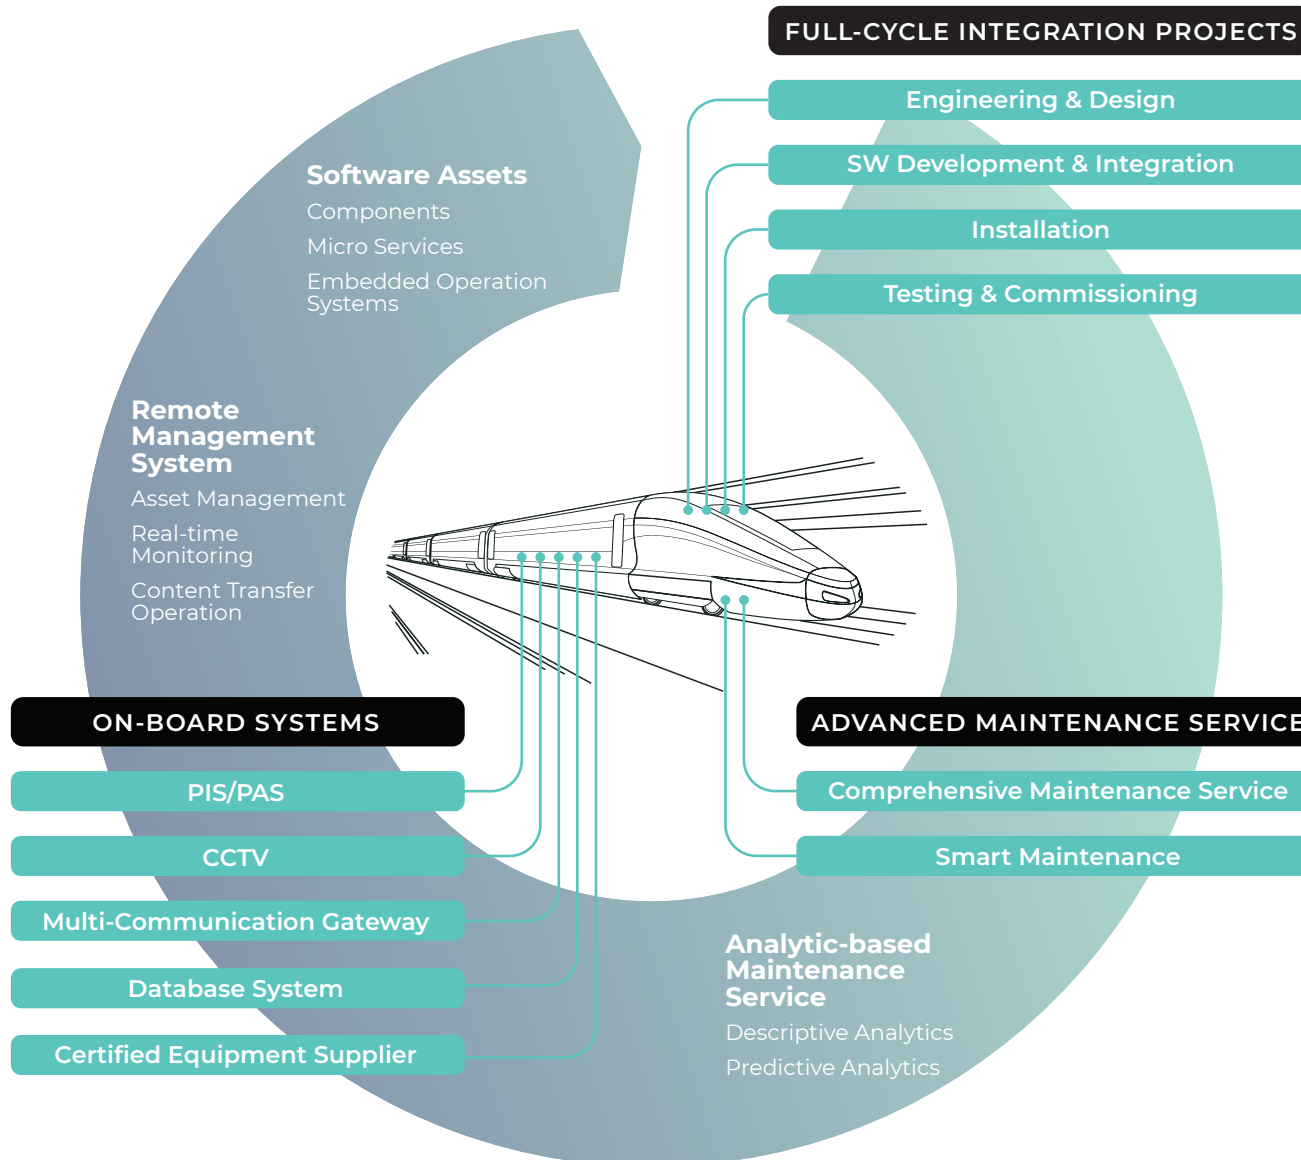 FULL-CYCLE INTEGRATION PROJECTS
Engineering & Design
SW Development & Integration
Installation
Testing & Commissioning
Software Assets
Components
Micro Services
Embedded Operation
Systems
Remote
Management
System
Asset Management
Real-time
Monitoring
Content Transfer
Operation
ON-BOARD SYSTEMS
PIS/PAS
CCTV
Multi-Communication Gateway
Database System
Certified Equipment Supplier
ADVANCED MAINTENANCE SERVICE
Comprehensive Maintenance Service
Smart Maintenance
Analytic-based
Maintenance
Service
Descriptive Analytics
Predictive Analytics